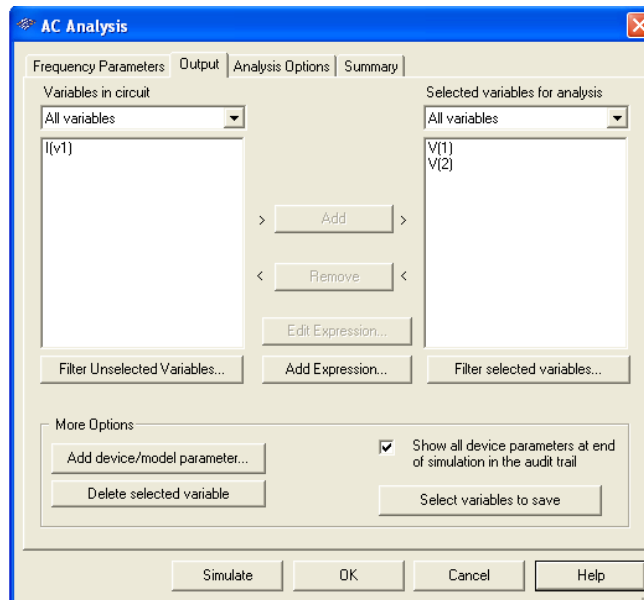 AC Analysis
Frequency Parameters
Output
Analysis Options
Summary
Variables in circuit
All variables
I(v1)
Selected variables for analysis
All variables
V(1)
V(2)
> Add >
< Remove <
Edit Expression...
Filter Unselected Variables...
Add Expression...
Filter selected variables...
More Options
Add device/model parameter...
Delete selected variable
Show all device parameters at end
of simulation in the audit trail
Select variables to save
Simulate
OK
Cancel
Help